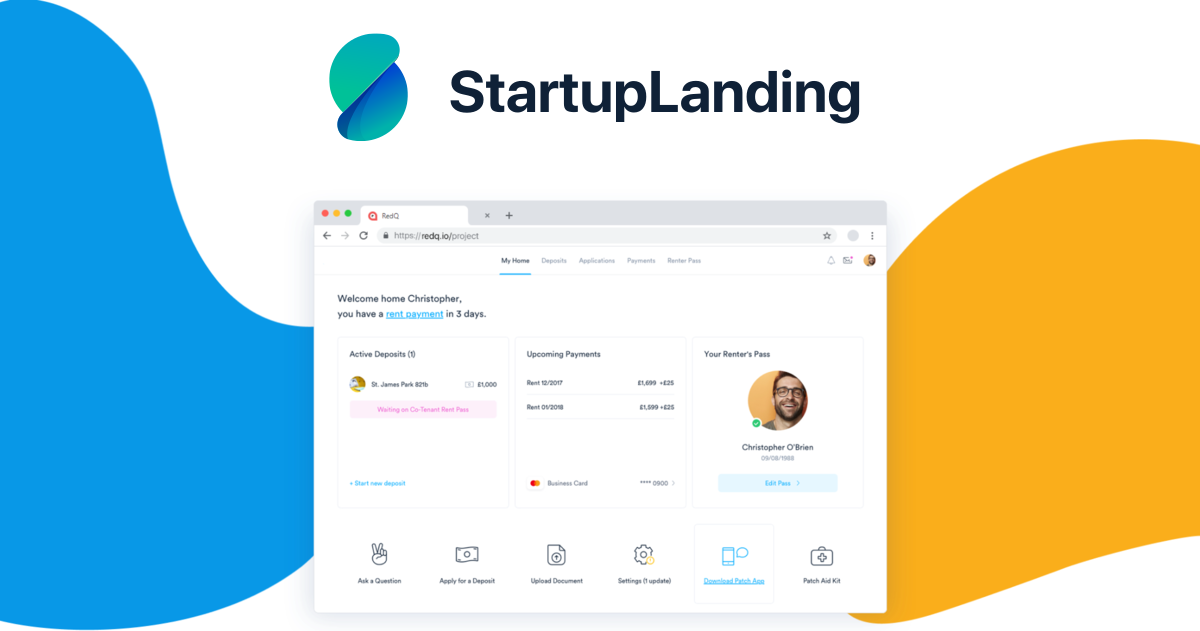 StartupLanding
RedQ
https://redq.io/project
My Home Deposits Applications Payments Renter Pass
Welcome home Christopher,
you have a rent payment in 3 days.
Active Deposits (1)
St. James Park 821b £1,000
Waiting on Co-Tenant Rent Pass
+ Start new deposit
Upcoming Payments
Rent 12/2017 £1,699 +£25
Rent 01/2018 £1,599 +£25
Business Card **** 0900
Your Renter's Pass
Christopher O'Brien
09/08/1988
Edit Pass
Ask a Question
Apply for a Deposit
Upload Document
Settings (1 update)
Download Patch App
Patch Aid Kit